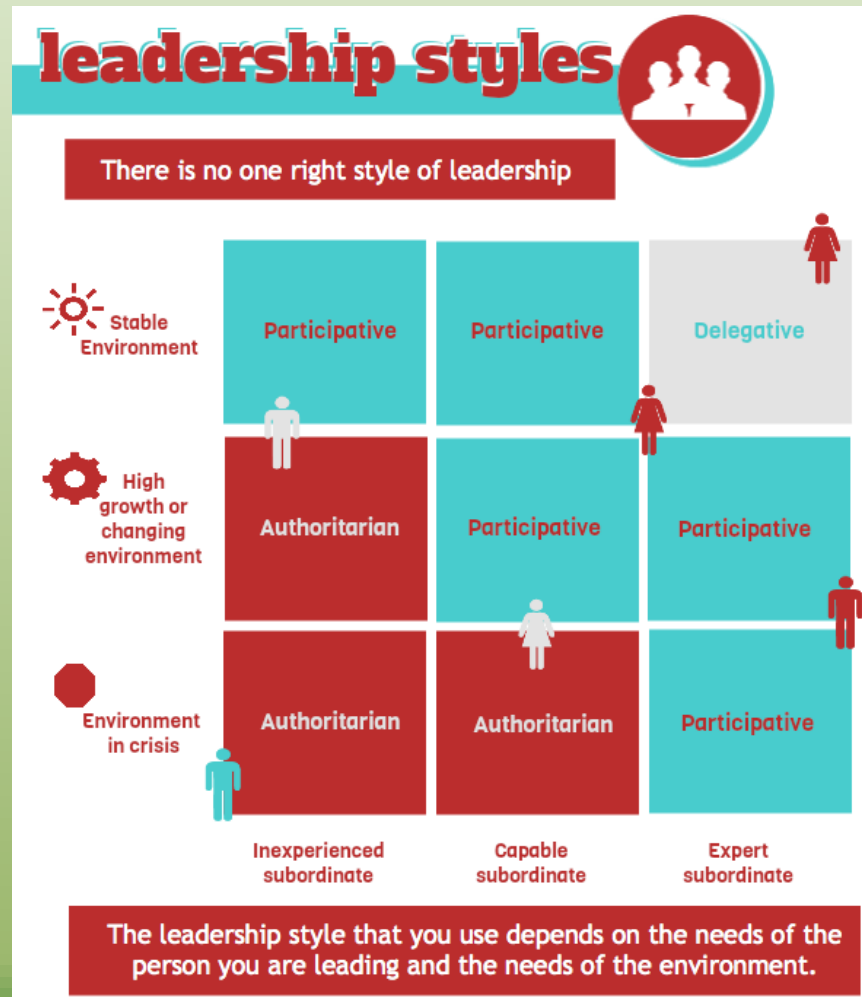 leadership styles
There is no one right style of leadership
Stable
Environment
Participative
Participative
Delegative
High
growth or
changing
environment
Authoritarian
Participative
Participative
Environment
in crisis
Authoritarian
Authoritarian
Participative
Inexperienced
subordinate
Capable
subordinate
Expert
subordinate
The leadership style that you use depends on the needs of the
person you are leading and the needs of the environment.